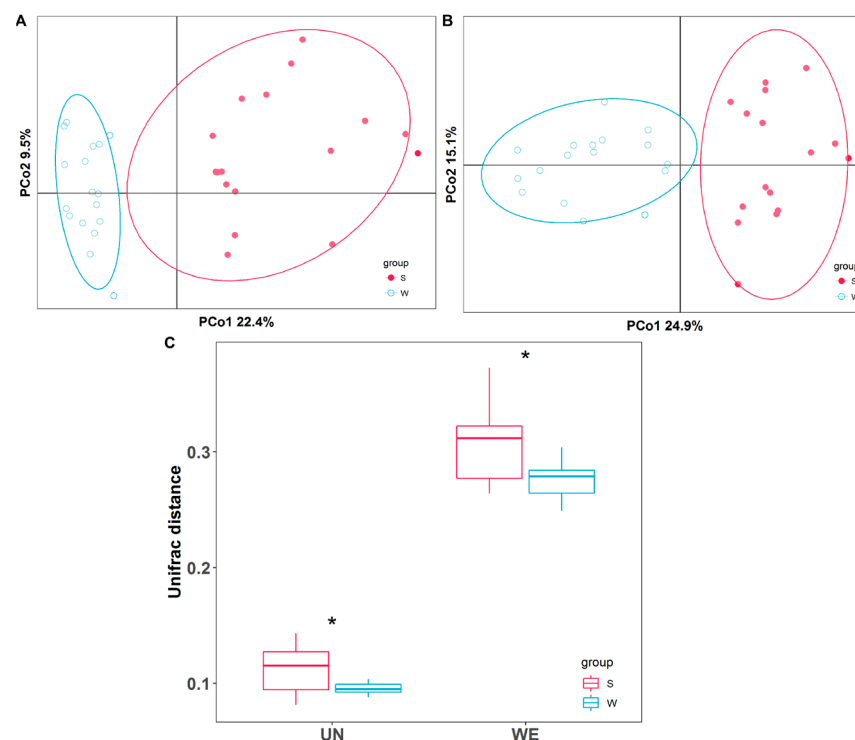 A
PCo2 9.5%
group
S
W
PCo1 22.4%
B
PCo2 15.1%
group
S
W
PCo1 24.9%
C
Unifrac distance
0.3
0.2
0.1
*
*
group
S
W
UN
WE